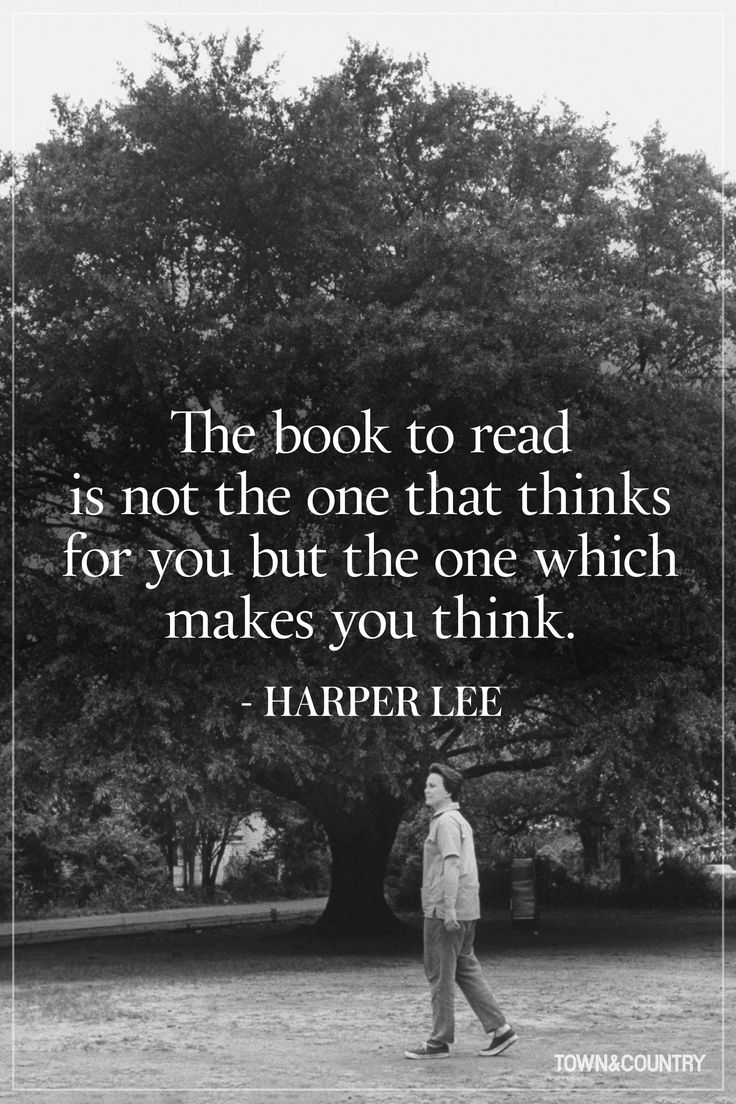 The book to read
is not the one that thinks
for you but the one which
makes you think.
- HARPER LEE
TOWN&COUNTRY